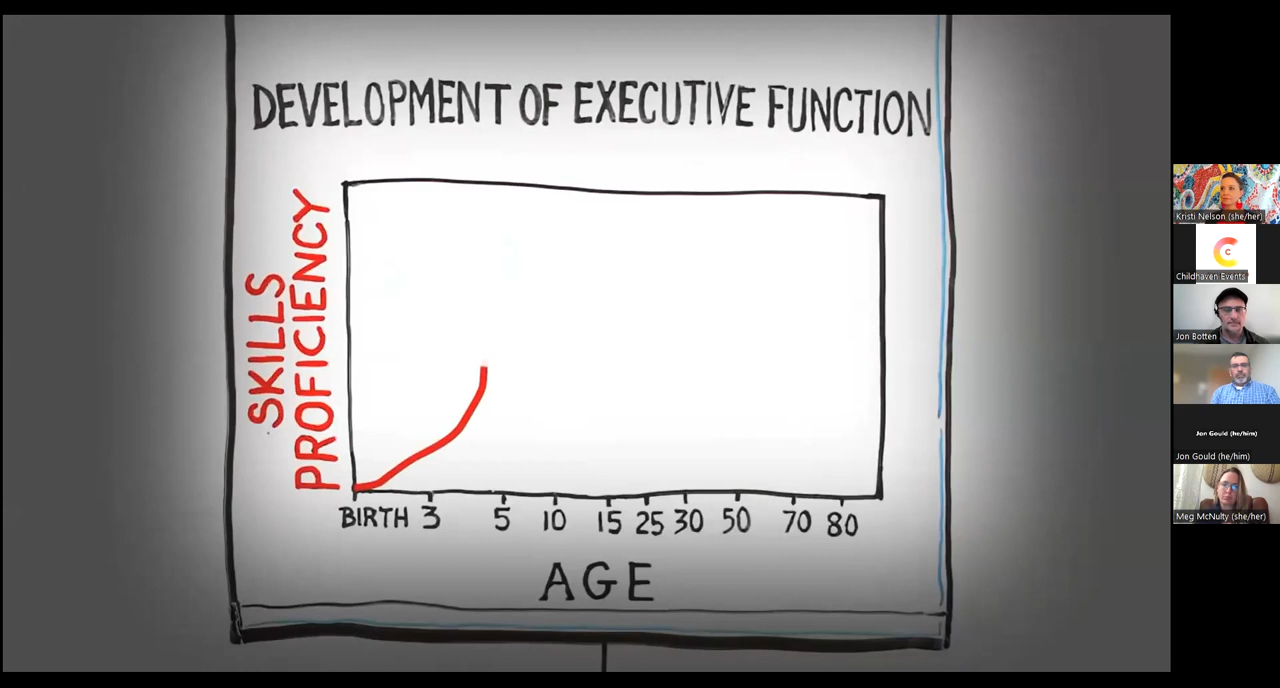 DEVELOPMENT OF EXECUTIVE FUNCTION
SKILLS
PROFICIENCY
BIRTH 3 5 10 15 25 30 50 70 80
AGE
Kristi Nelson (she/her)
C
Childhaven Events
Jon Botten
Jon Gould (he/him)
Jon Gould (he/him)
Meg McNulty (she/her)